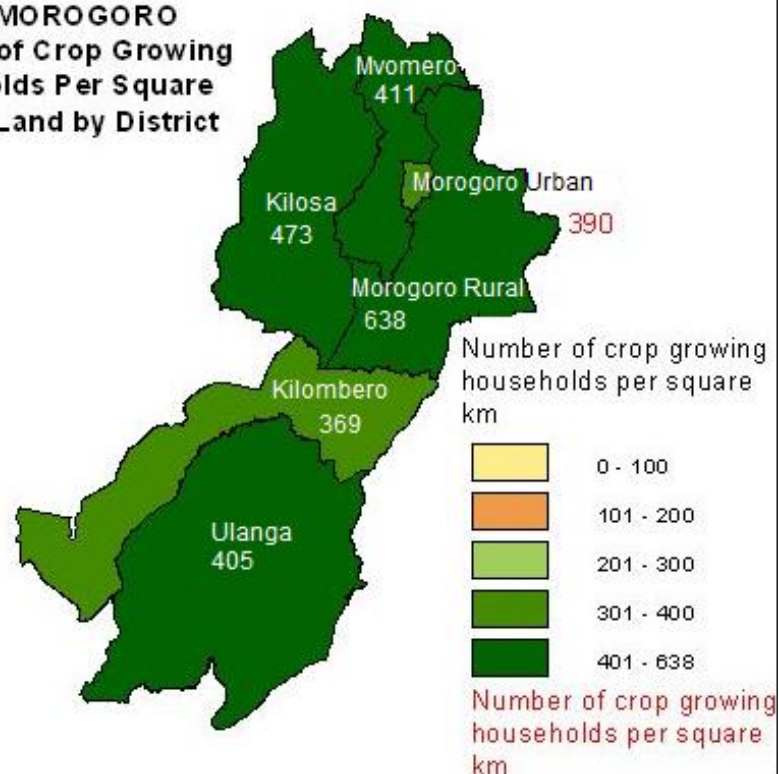 MOROGORO
of Crop Growing
lds Per Square
Land by District
Mvomero
411
Morogoro Urban
390
Kilosa
473
Morogoro Rural
638
Kilombero
369
Ulanga
405
Number of crop growing
households per square
km
0 - 100
101 - 200
201 - 300
301 - 400
401 - 638
Number of crop growing
households per square
km